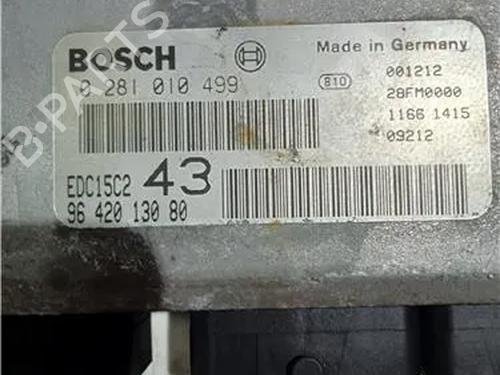 BOSCH
Made in Germany
0 281 010 499
B10
001212
28FM0000
1166 1415
09212
EDC15C2 43
96 420 130 80
B-PARTS